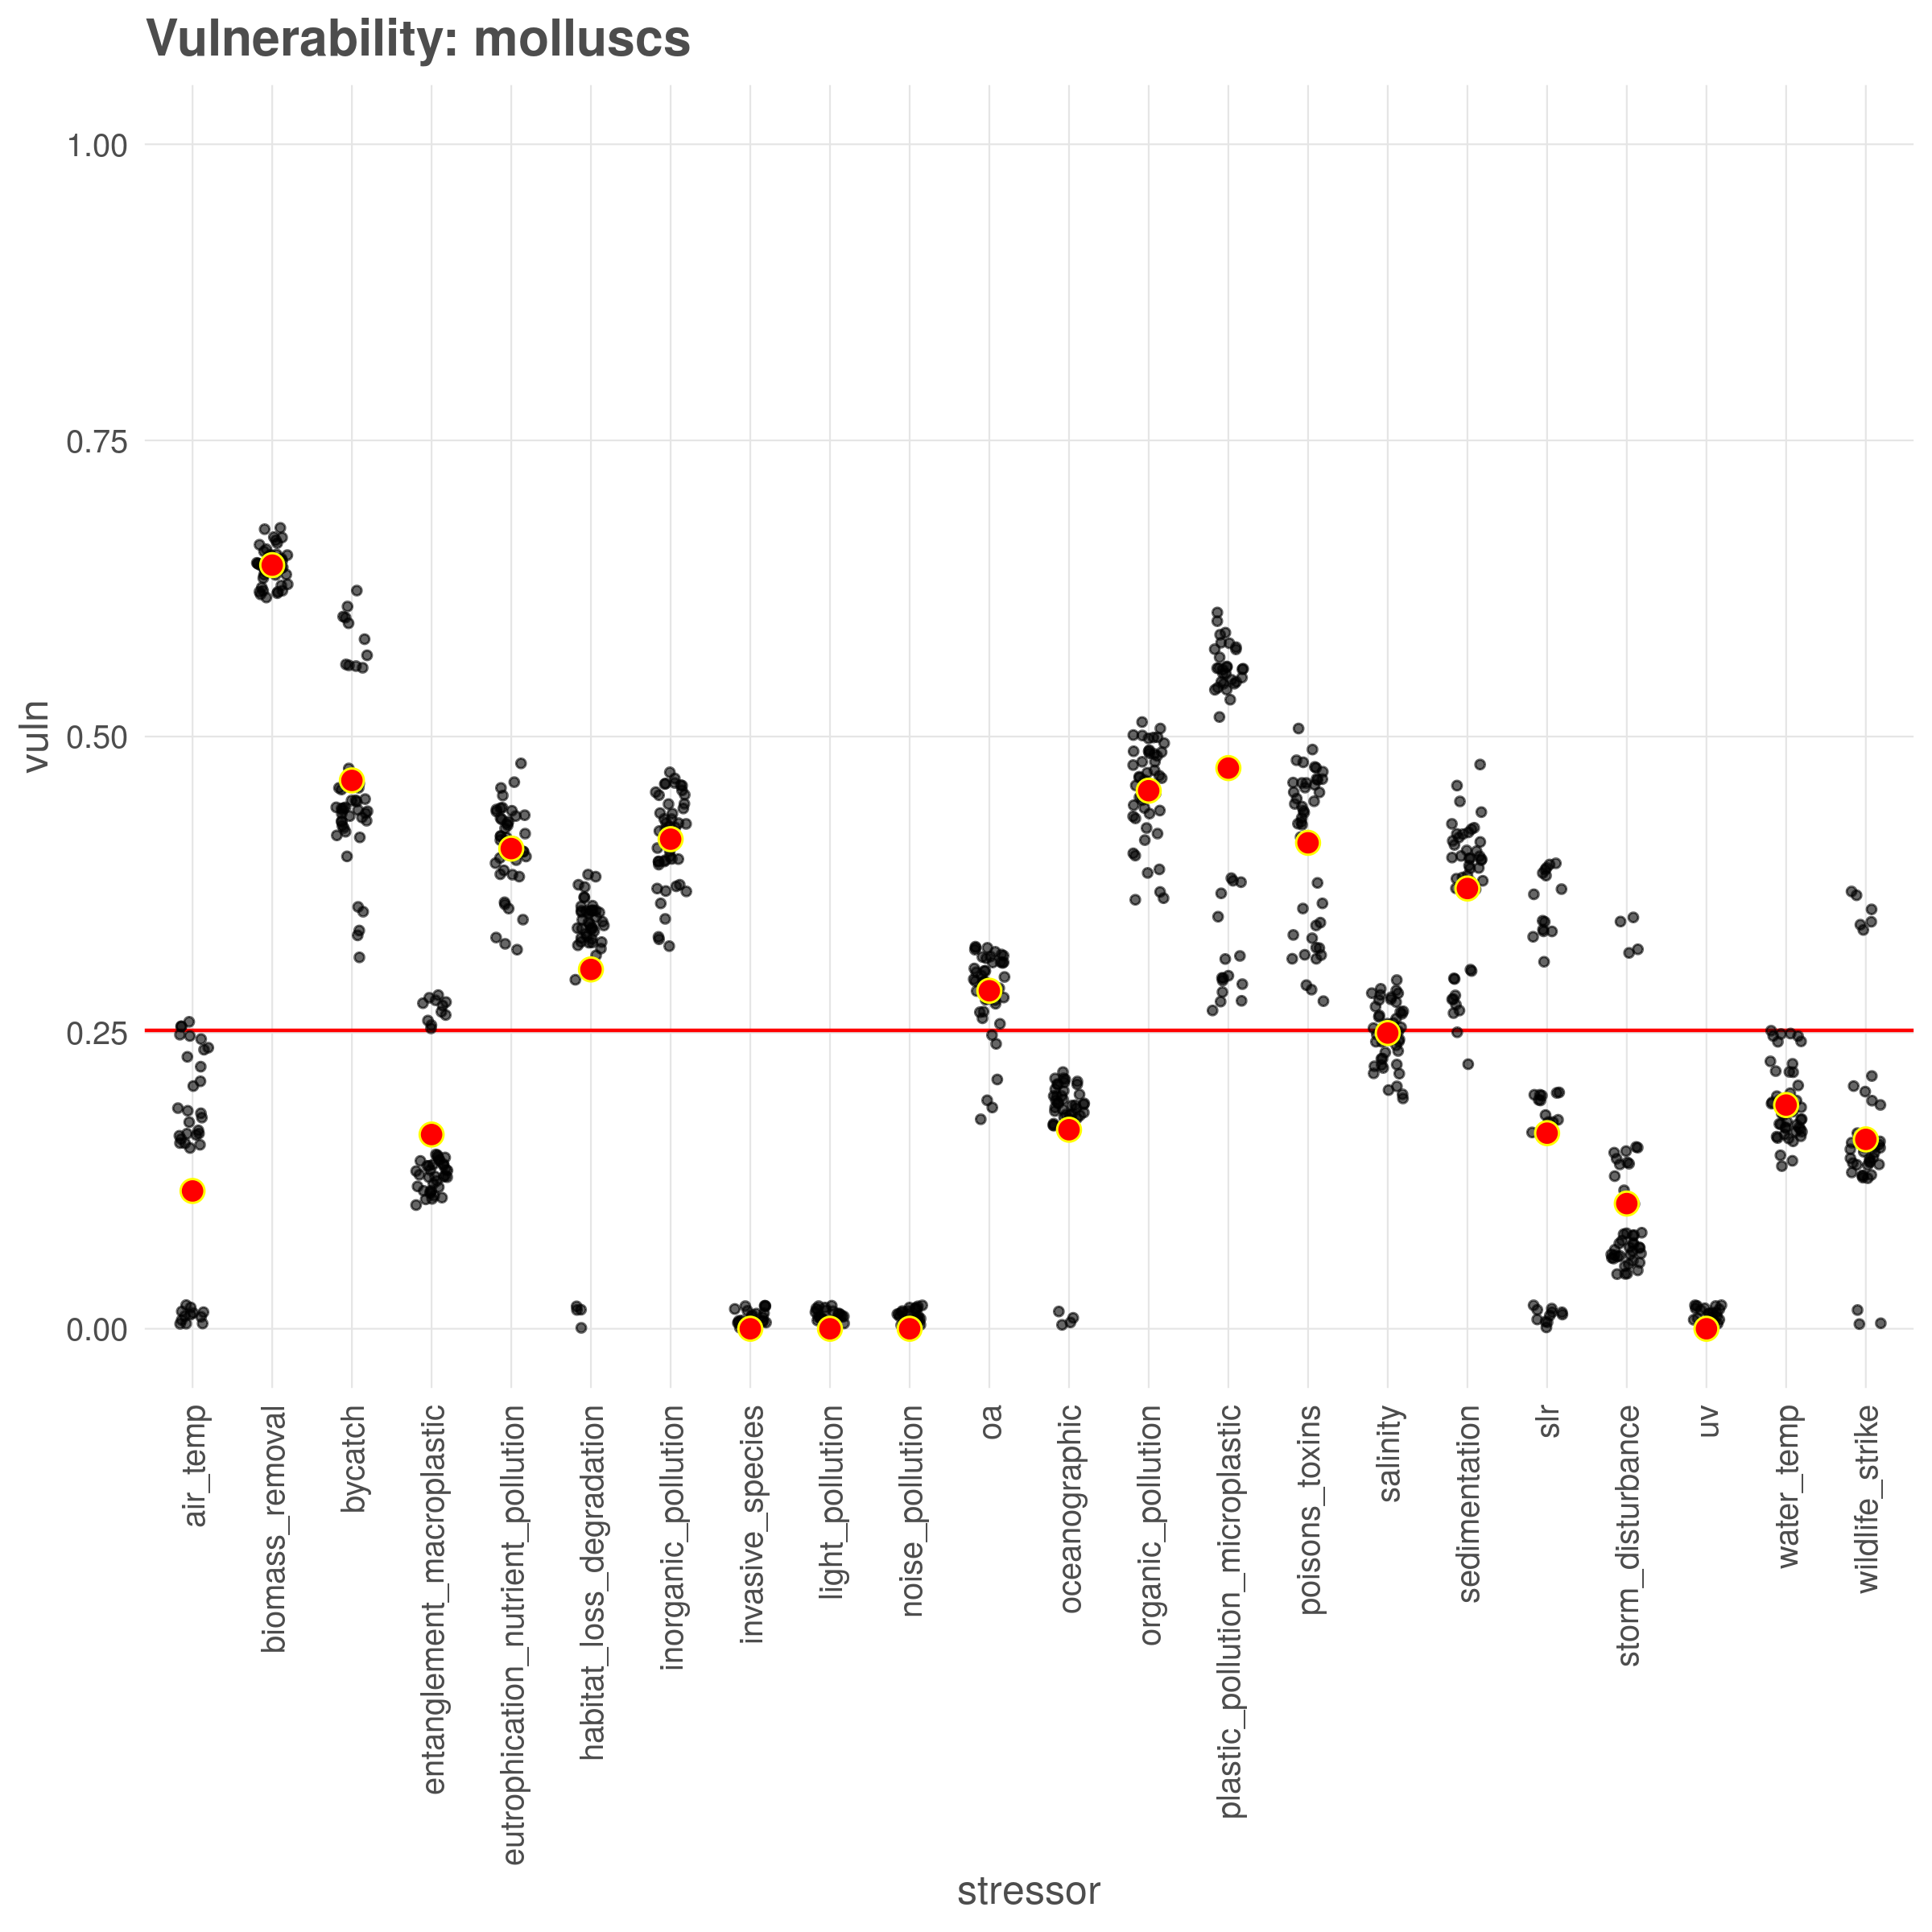 Vulnerability: molluscs
vuln
1.00
0.75
0.50
0.25
0.00
air_temp
biomass_removal
bycatch
entanglement_macroplastic
eutrophication_nutrient_pollution
habitat_loss_degradation
inorganic_pollution
invasive_species
light_pollution
noise_pollution
oa
oceanographic
organic_pollution
plastic_pollution_microplastic
poisons_toxins
salinity
sedimentation
slr
storm_disturbance
uv
water_temp
wildlife_strike
stressor